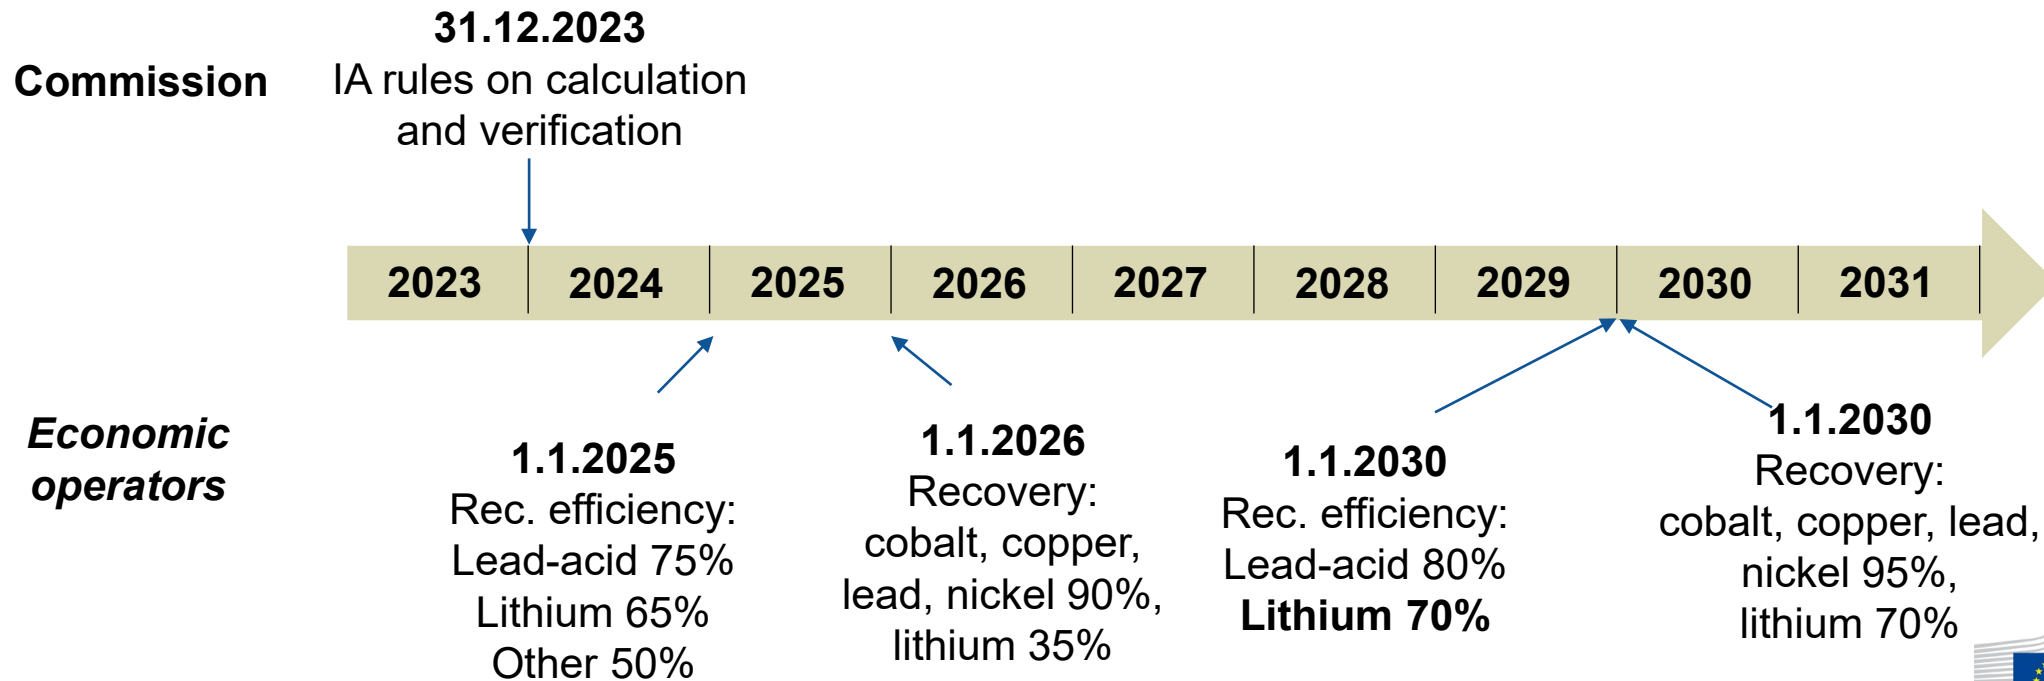 31.12.2023
Commission
IA rules on calculation
and verification
2023
2024
2025
2026
2027
2028
2029
2030
2031
Economic
operators
1.1.2025
Rec. efficiency:
Lead-acid 75%
Lithium 65%
Other 50%
1.1.2026
Recovery:
cobalt, copper,
lead, nickel 90%,
lithium 35%
1.1.2030
Rec. efficiency:
Lead-acid 80%
Lithium 70%
1.1.2030
Recovery:
cobalt, copper, lead,
nickel 95%,
lithium 70%